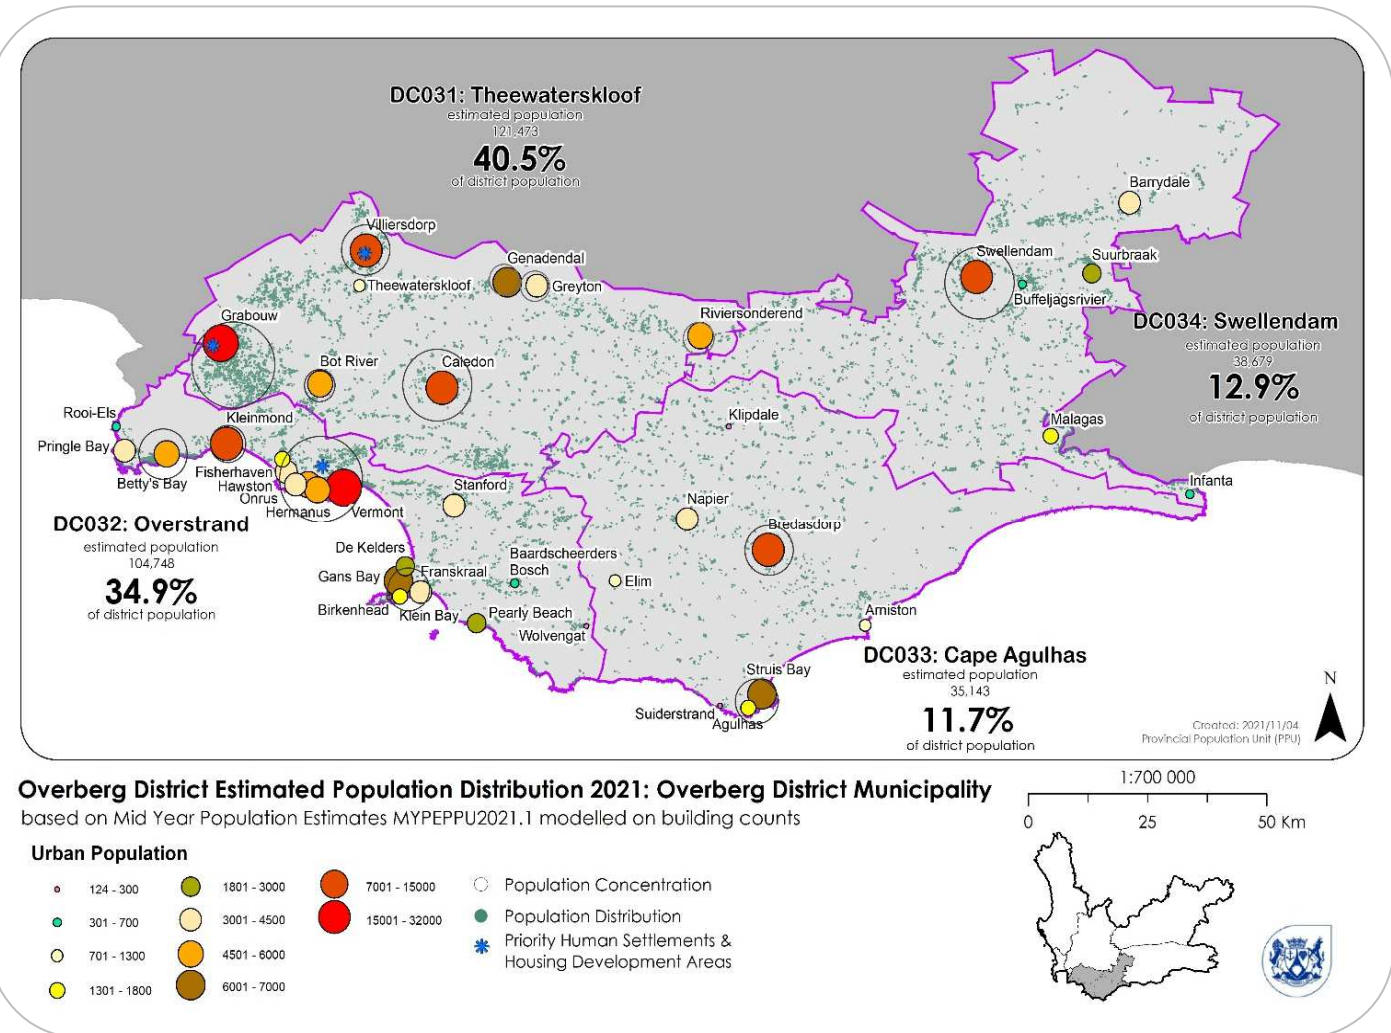 DC031: Theewaterskloof
estimated population
121,473
40.5%
of district population
Barrydale
Villiersdorp
Swellendam
Suurbraak
Genadendal
Theewaterskloof
Greyton
Buffeljagsrivier
Grabouw
Riviersonderend
DC034: Swellendam
estimated population
38,679
12.9%
of district population
Bot River
Caledon
Rooi-Els
Kleinmond
Klipdale
Malagas
Pringle Bay
Betty's Bay
Fisherhaven
Hawston
Onrus
Hermanus
Vermont
Stanford
Napier
Infanta
DC032: Overstrand
estimated population
104,748
34.9%
of district population
Bredasdorp
De Kelders
Baardscheerders
Bosch
Gans Bay
Franskraal
Elim
Birkenhead
Klein Bay
Pearly Beach
Wolvengat
Arniston
DC033: Cape Agulhas
estimated population
35,143
11.7%
of district population
Struis Bay
Suiderstrand
Agulhas
N
Created: 2021/11/04
Provincial Population Unit (PPU)
Overberg District Estimated Population Distribution 2021: Overberg District Municipality
based on Mid Year Population Estimates MYPEPPU2021.1 modelled on building counts
1:700 000
0 25 50 Km
Urban Population
124 - 300
301 - 700
701 - 1300
1301 - 1800
1801 - 3000
3001 - 4500
4501 - 6000
6001 - 7000
7001 - 15000
15001 - 32000
Population Concentration
Population Distribution
Priority Human Settlements &
Housing Development Areas